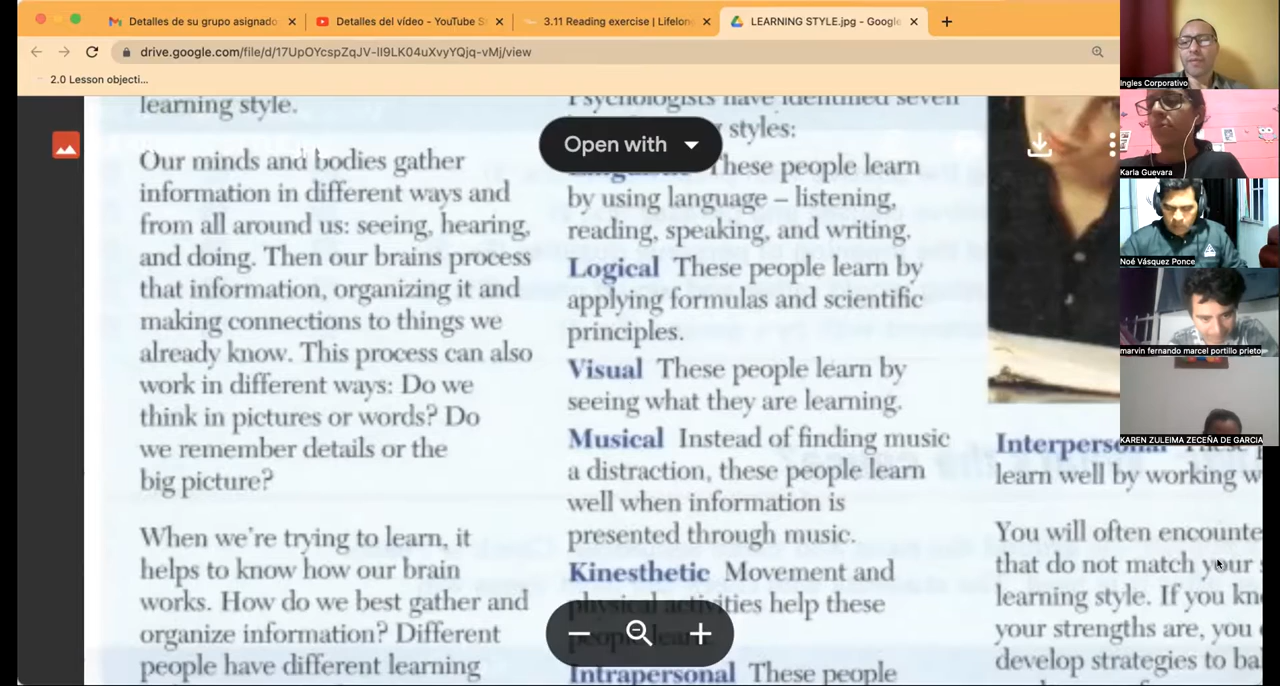 Detalles de su grupo asignado
Detalles del vídeo - YouTube S
3.11 Reading exercise | Lifelon
LEARNING STYLE.jpg - Google
drive.google.com/file/d/17UpOYcspZqJV-lI9LK04uXvyYQjq-vMj/view
2.0 Lesson objecti...
Open with
learning style.
Our minds and bodies gather
information in different ways and
from all around us: seeing, hearing,
and doing. Then our brains process
that information, organizing it and
making connections to things we
already know. This process can also
work in different ways: Do we
think in pictures or words? Do
we remember details or the
big picture?
When we're trying to learn, it
helps to know how our brain
works. How do we best gather and
organize information? Different
people have different learning
Psychologists have identified seven
styles:
These people learn
by using language – listening,
reading, speaking, and writing.
Logical These people learn by
applying formulas and scientific
principles.
Visual These people learn by
seeing what they are learning.
Musical Instead of finding music
a distraction, these people learn
well when information is
presented through music.
Kinesthetic Movement and
physical activities help these
people learn.
Intrapersonal These people
Interpersonal
learn well by working w
You will often encounte
that do not match your s
learning style. If you kno
your strengths are, you
develop strategies to ba
Ingles Corporativo
Karla Guevara
Noé Vásquez Ponce
marvin fernando marcel portillo prieto
KAREN ZULEIMA ZECEÑA DE GARCIA